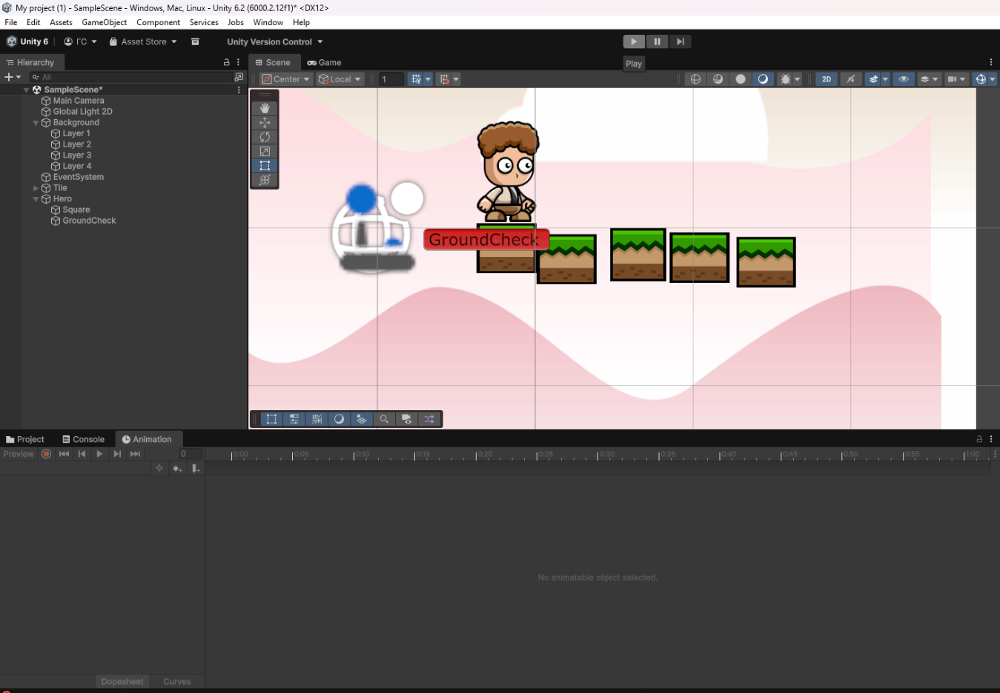 My project (1) - SampleScene - Windows, Mac, Linux - Unity 6.2 (6000.2.12f1)* <DX12>
File Edit Assets GameObject Component Services Jobs Window Help
Unity 6 ГС Asset Store Unity Version Control
Play
Hierarchy Scene Game
All Center Local 1 2D
SampleScene*
Main Camera
Global Light 2D
Background
Layer 1
Layer 2
Layer 3
Layer 4
EventSystem
Tile
Hero
Square
GroundCheck
GroundCheck
Project Console Animation
Preview 0 0:00 0:05 0:10 0:15 0:20 0:25 0:30 0:35 0:40 0:45 0:50 0:55 1:00
No animatable object selected.
Dopesheet Curves